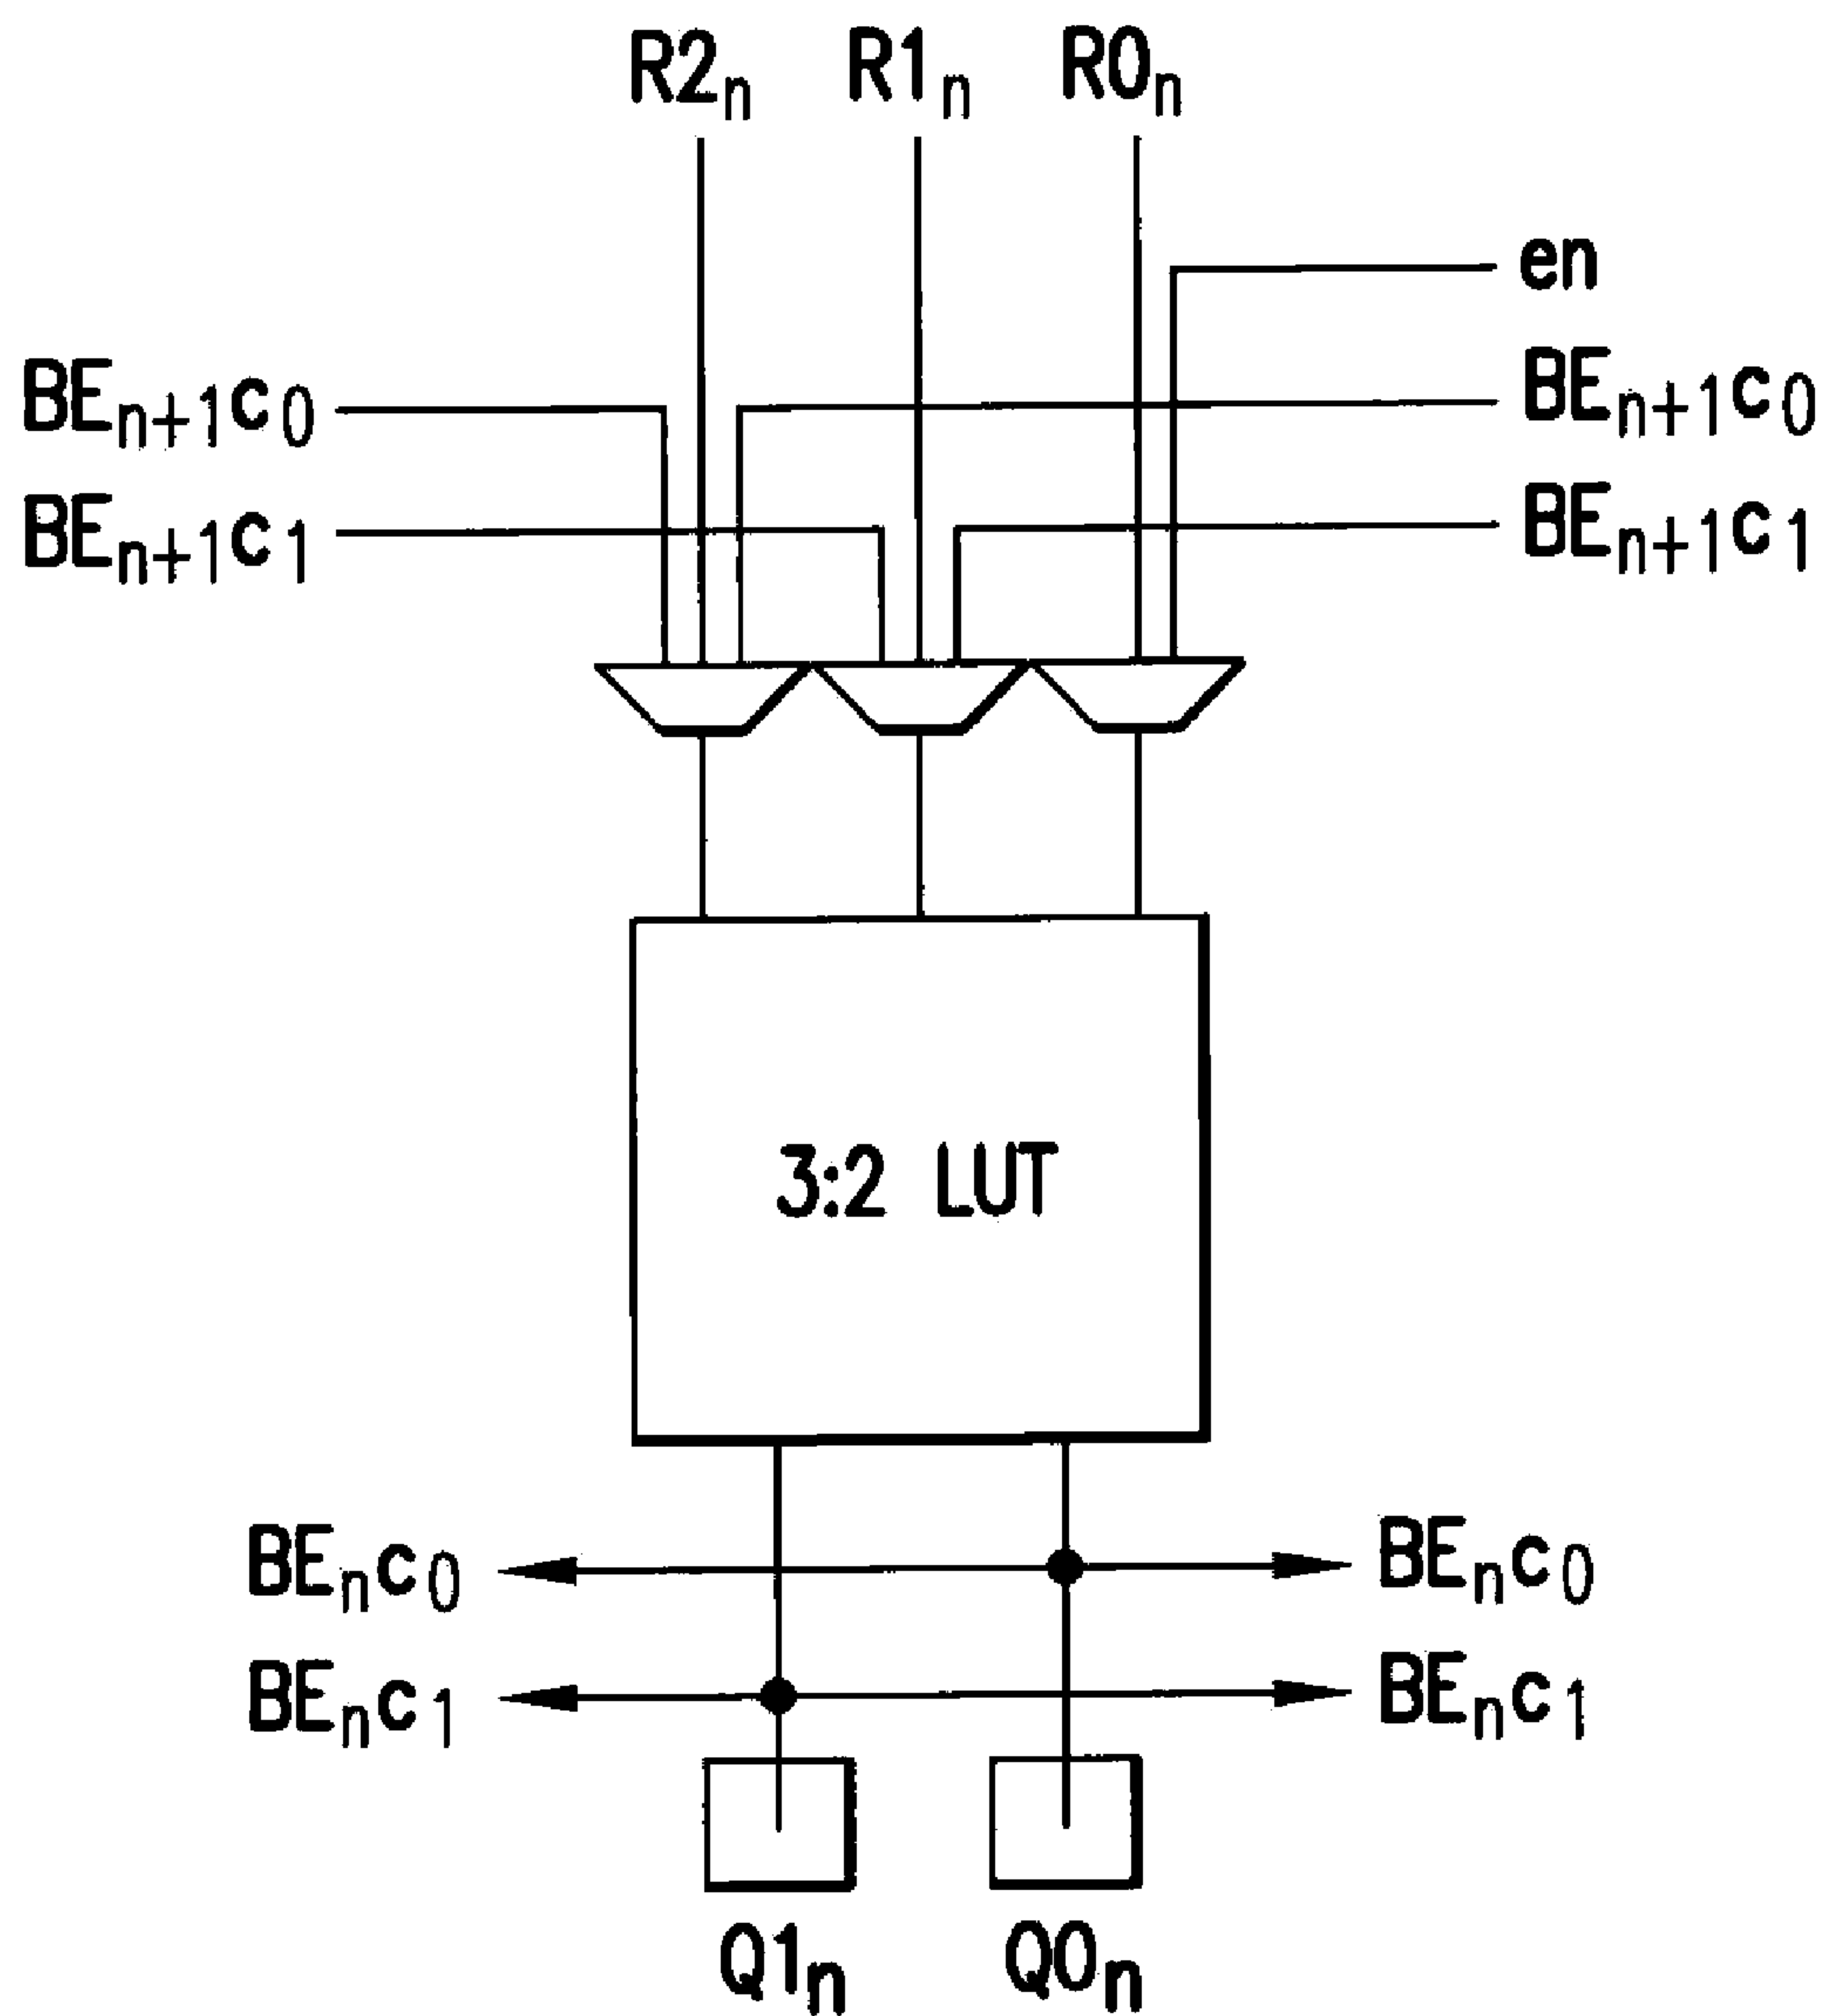 R2n R1n R0n
en
BEn+1c0 BEn+1c0
BEn+1c1 BEn+1c1
3:2 LUT
BEnc0 BEnc0
BEnc1 BEnc1
Q1n Q0n